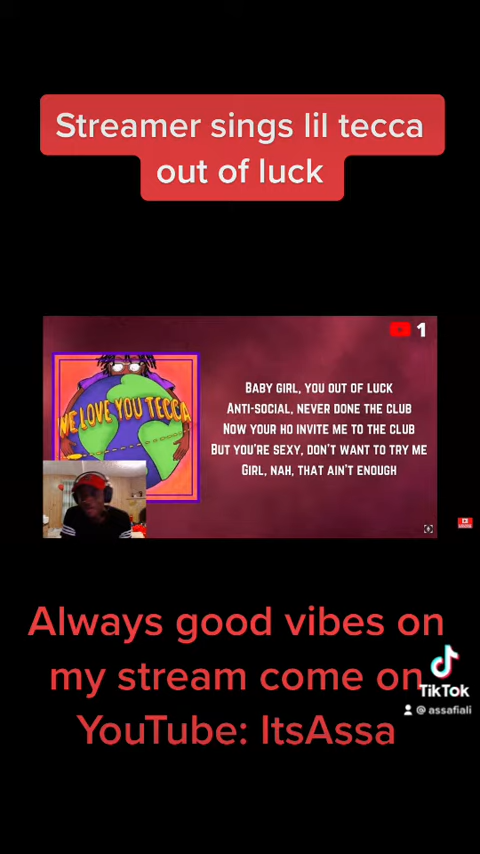 Streamer sings lil tecca
out of luck
1
BABY GIRL, YOU OUT OF LUCK
ANTI-SOCIAL, NEVER DONE THE CLUB
NOW YOUR HO INVITE ME TO THE CLUB
BUT YOU'RE SEXY, DON'T WANT TO TRY ME
GIRL, NAH, THAT AIN'T ENOUGH
WE LOVE YOU TECCA
Always good vibes on
my stream come on
YouTube: ItsAssa
TikTok
@ assafiali